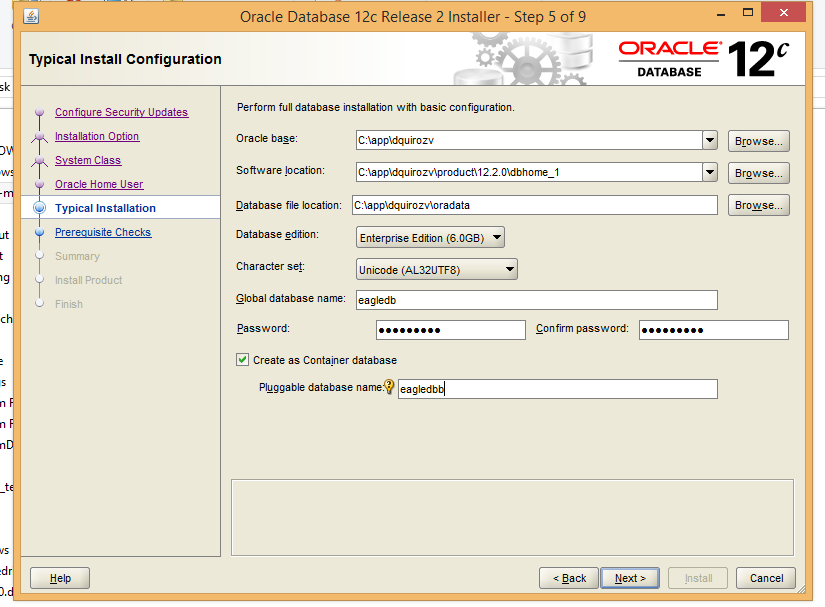 Oracle Database 12c Release 2 Installer - Step 5 of 9
Typical Install Configuration
ORACLE®
DATABASE
12c
Configure Security Updates
Installation Option
System Class
Oracle Home User
Typical Installation
Prerequisite Checks
Summary
Install Product
Finish
Perform full database installation with basic configuration.
Oracle base: C:\app\dquirozv Browse...
Software location: C:\app\dquirozv\product\12.2.0\dbhome_1 Browse...
Database file location: C:\app\dquirozv\oradata Browse...
Database edition: Enterprise Edition (6.0GB)
Character set: Unicode (AL32UTF8)
Global database name: eagledb
Password: ●●●●●●●●● Confirm password: ●●●●●●●●●
Create as Container database
Pluggable database name: eagledbb
Help < Back Next > Install Cancel